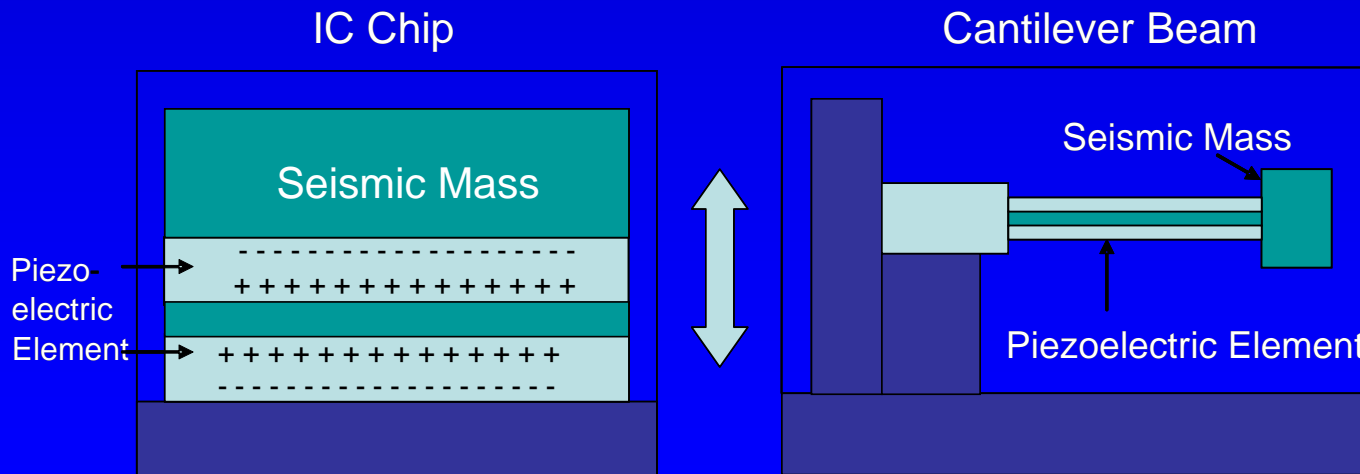 IC Chip
Cantilever Beam
Seismic Mass
Seismic Mass
- - - - - - - - - - - - - - - - - - -
+ + + + + + + + + + + + + + +
Piezo-
electric
Element
+ + + + + + + + + + + + + + +
- - - - - - - - - - - - - - - - - - -
Piezoelectric Element